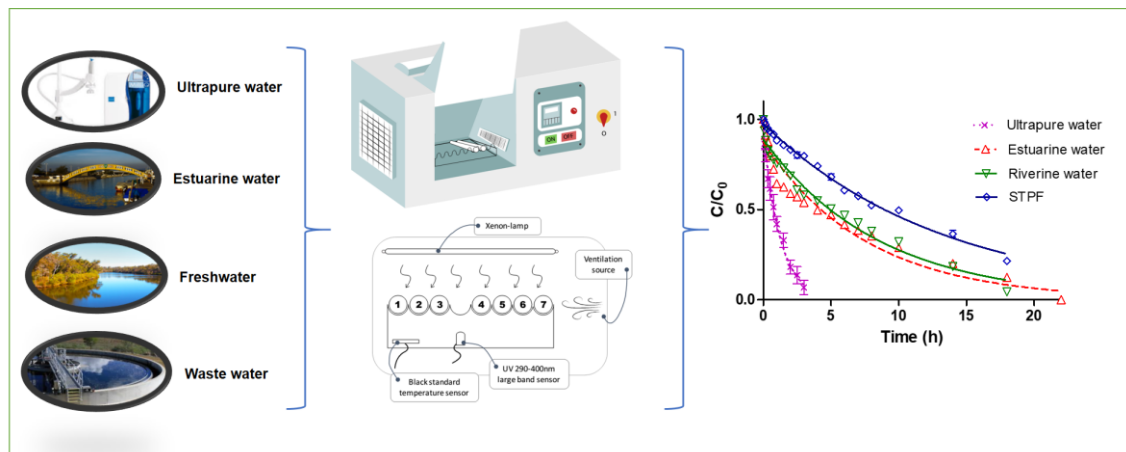 Ultrapure water
Estuarine water
Freshwater
Waste water
ON
OFF
1
O
Xenon-lamp
Ventilation
source
1
2
3
4
5
6
7
Black standard
temperature sensor
UV 290-400nm
large band sensor
C/C0
1.0
0.5
0.0
0
5
10
15
20
Time (h)
Ultrapure water
Estuarine water
Riverine water
STPF